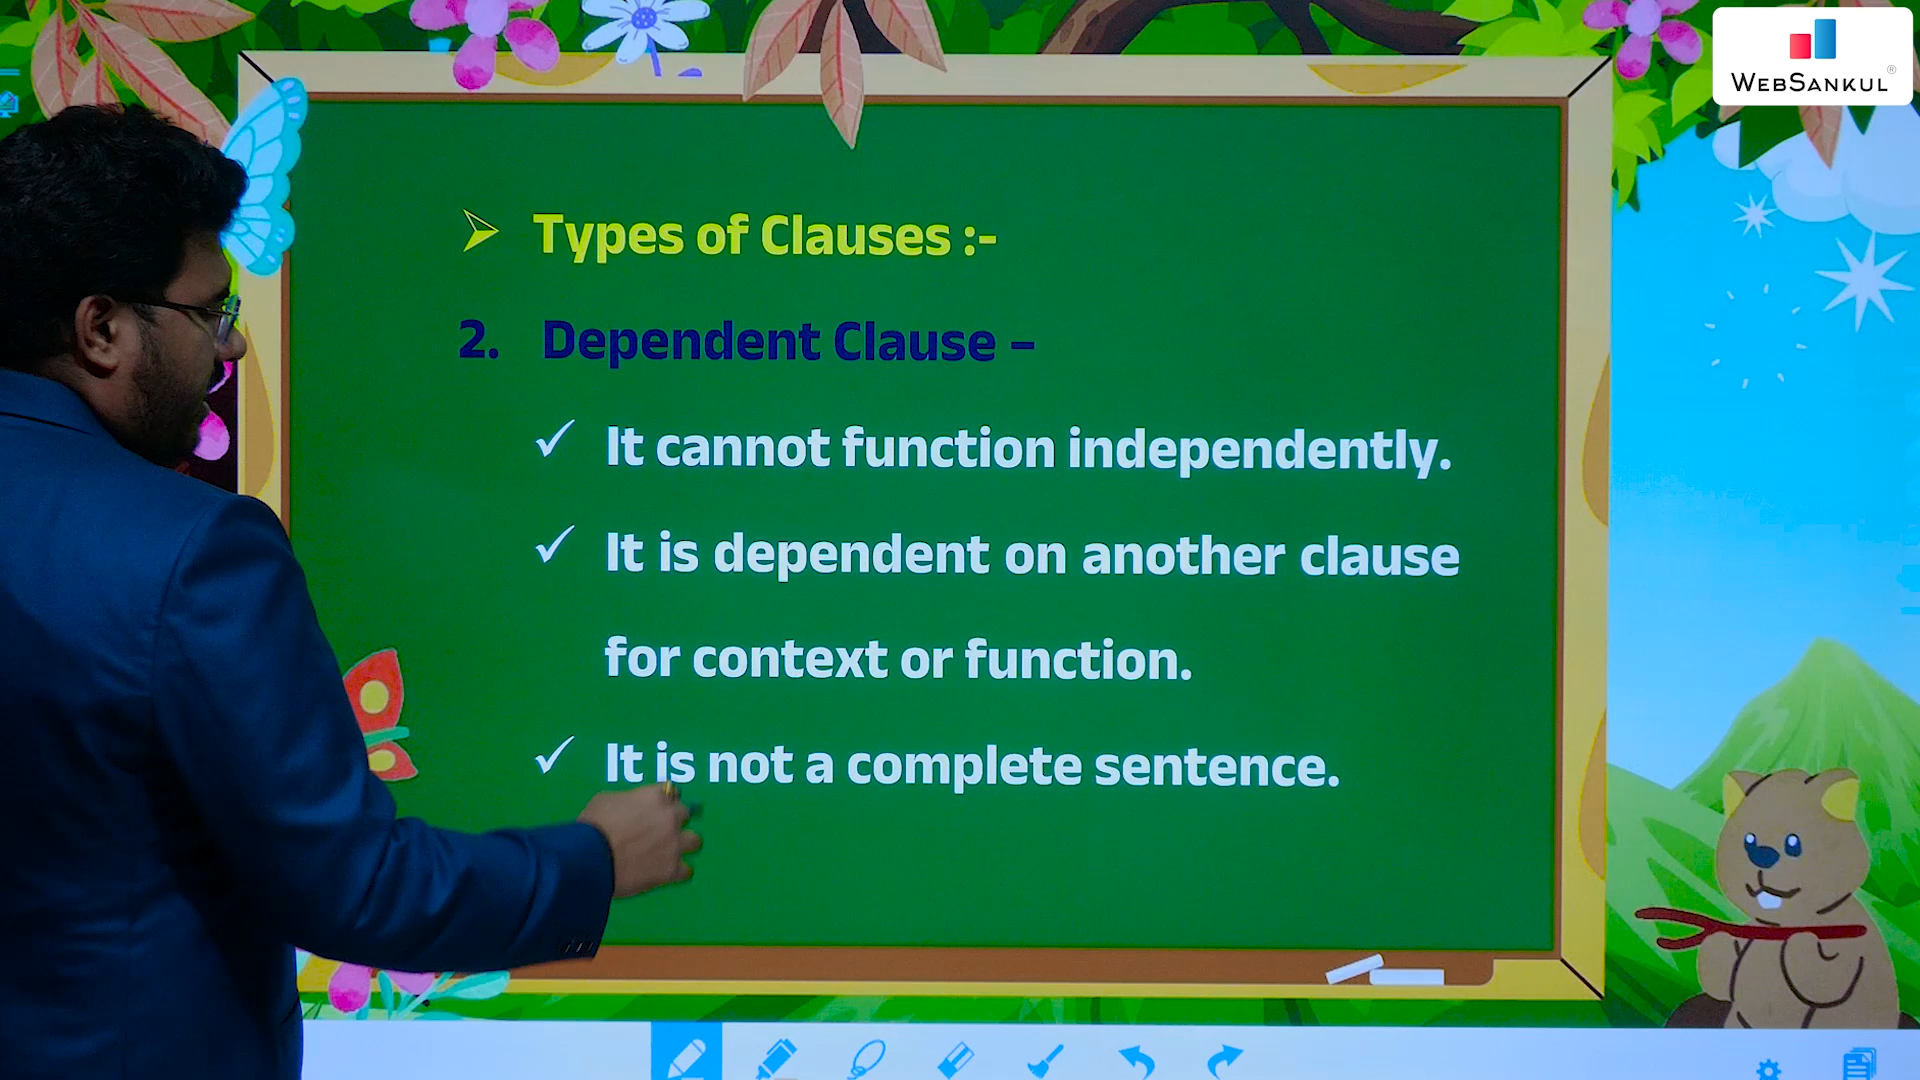 WEBSANKUL®
➢ Types of Clauses :-
2. Dependent Clause –
✓ It cannot function independently.
✓ It is dependent on another clause
for context or function.
✓ It is not a complete sentence.